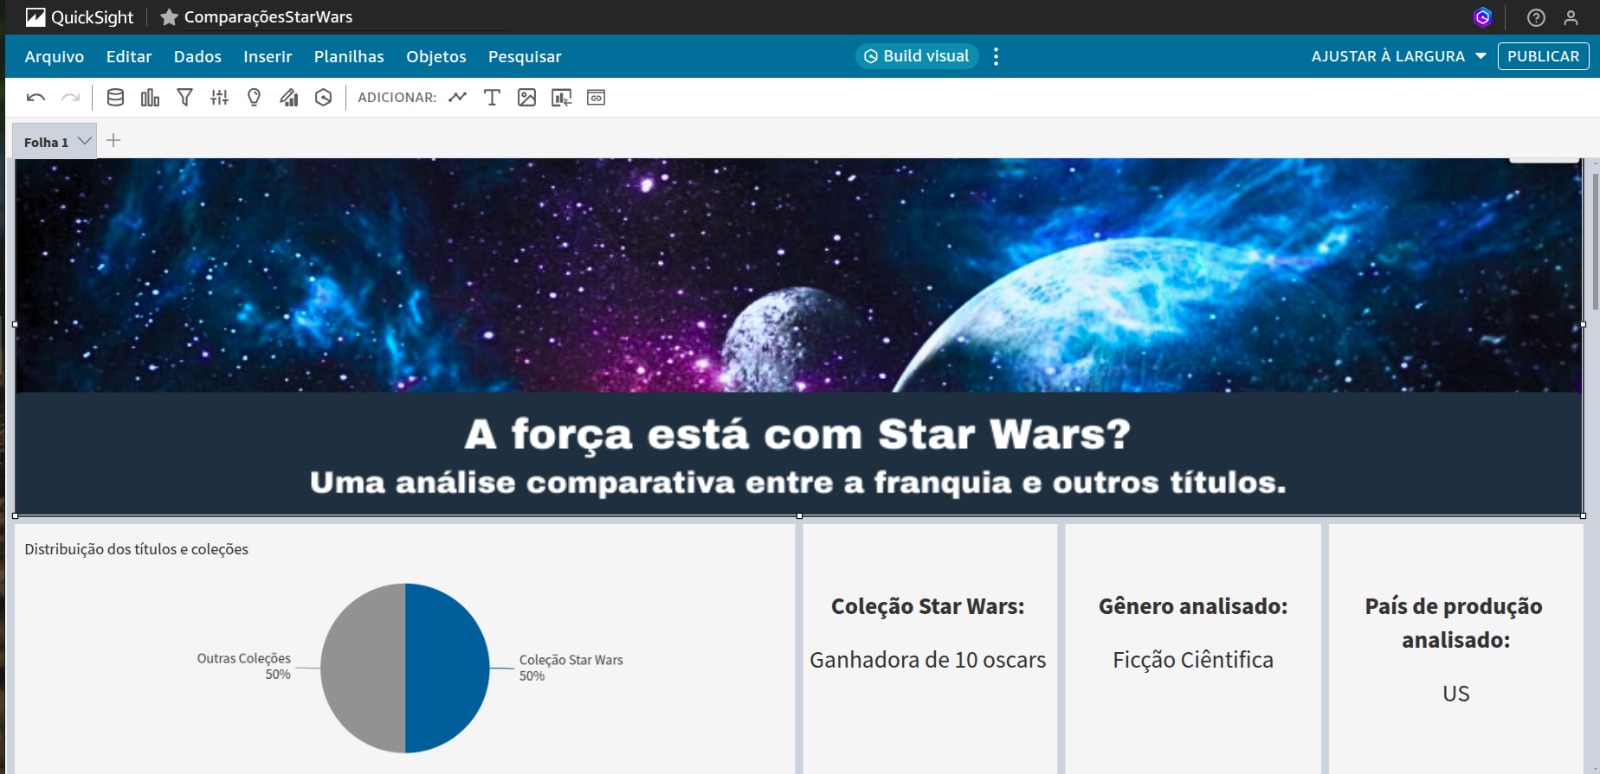 QuickSight
ComparaçõesStarWars
Arquivo Editar Dados Inserir Planilhas Objetos Pesquisar
Build visual
AJUSTAR À LARGURA
PUBLICAR
ADICIONAR:
Folha 1
A força está com Star Wars?
Uma análise comparativa entre a franquia e outros títulos.
Distribuição dos títulos e coleções
Outras Coleções
50%
Coleção Star Wars
50%
Coleção Star Wars:
Ganhadora de 10 oscars
Gênero analisado:
Ficção Ciêntifica
País de produção
analisado:
US